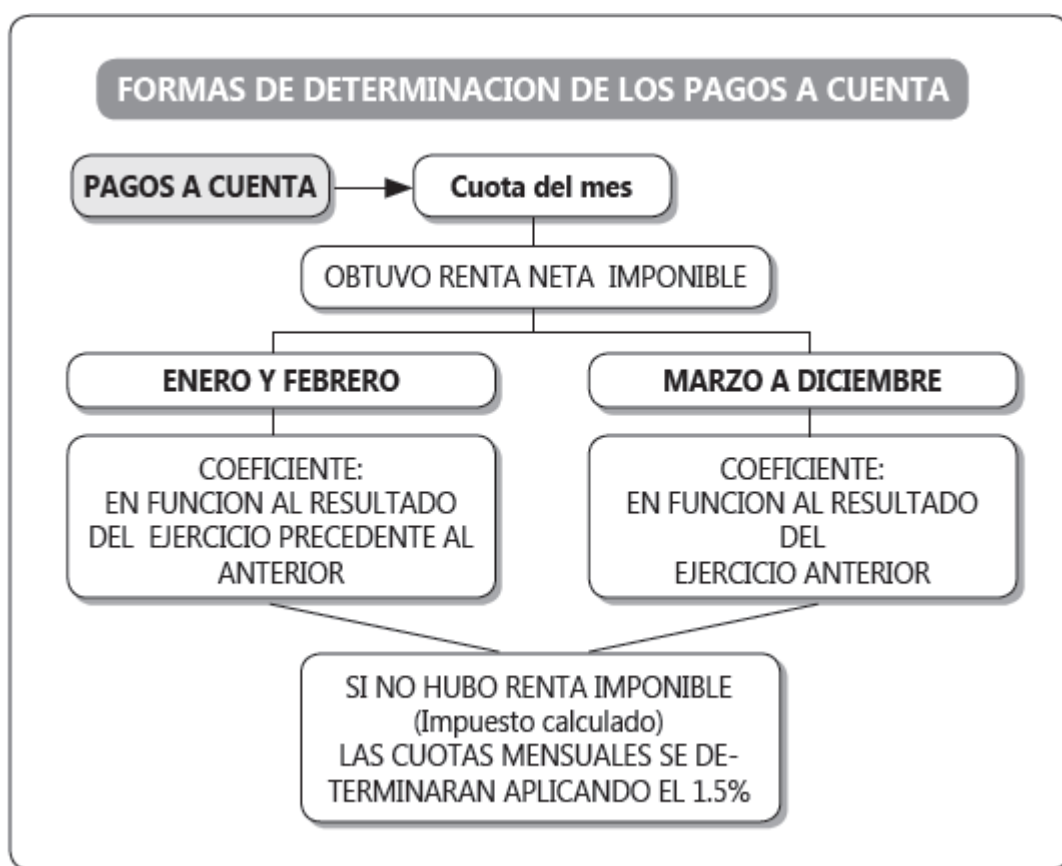 FORMAS DE DETERMINACION DE LOS PAGOS A CUENTA
PAGOS A CUENTA
Cuota del mes
OBTUVO RENTA NETA IMPONIBLE
ENERO Y FEBRERO
MARZO A DICIEMBRE
COEFICIENTE:
EN FUNCION AL RESULTADO
DEL EJERCICIO PRECEDENTE AL
ANTERIOR
COEFICIENTE:
EN FUNCION AL RESULTADO
DEL
EJERCICIO ANTERIOR
SI NO HUBO RENTA IMPONIBLE
(Impuesto calculado)
LAS CUOTAS MENSUALES SE DE-
TERMINARAN APLICANDO EL 1.5%